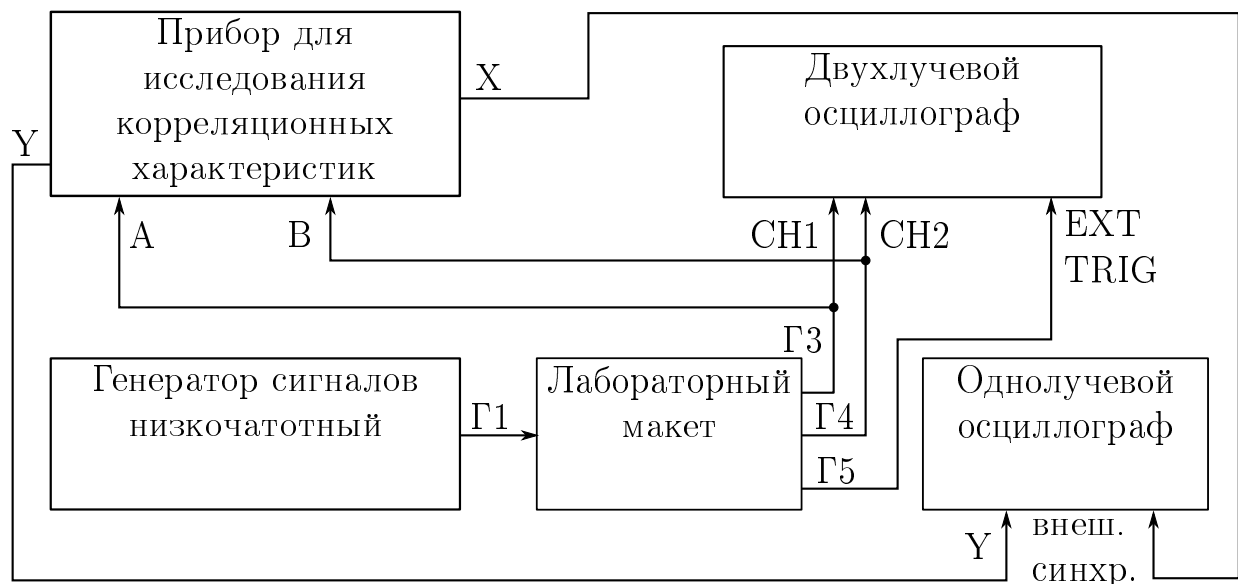 Прибор для
исследования
корреляционных
характеристик
X
Y
Двухлучевой
осциллограф
A
B
CH1
CH2
EXT
TRIG
Г3
Генератор сигналов
низкочатотный
Г1
Лабораторный
макет
Г4
Г5
Однолучевой
осциллограф
Y
внеш.
синхр.